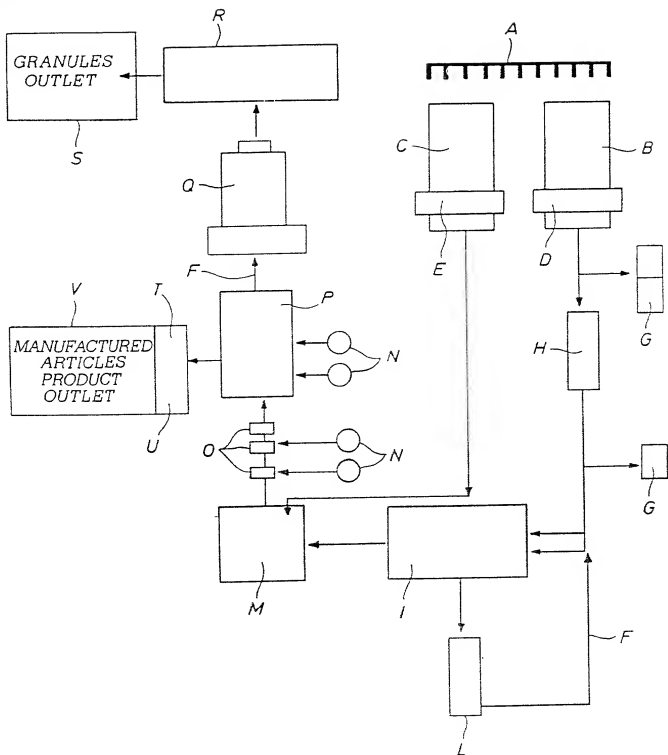 R
A
GRANULES
OUTLET
S
C
B
Q
E
D
F
P
G
V
T
H
MANUFACTURED
ARTICLES
PRODUCT
OUTLET
N
U
O
N
G
M
I
F
L